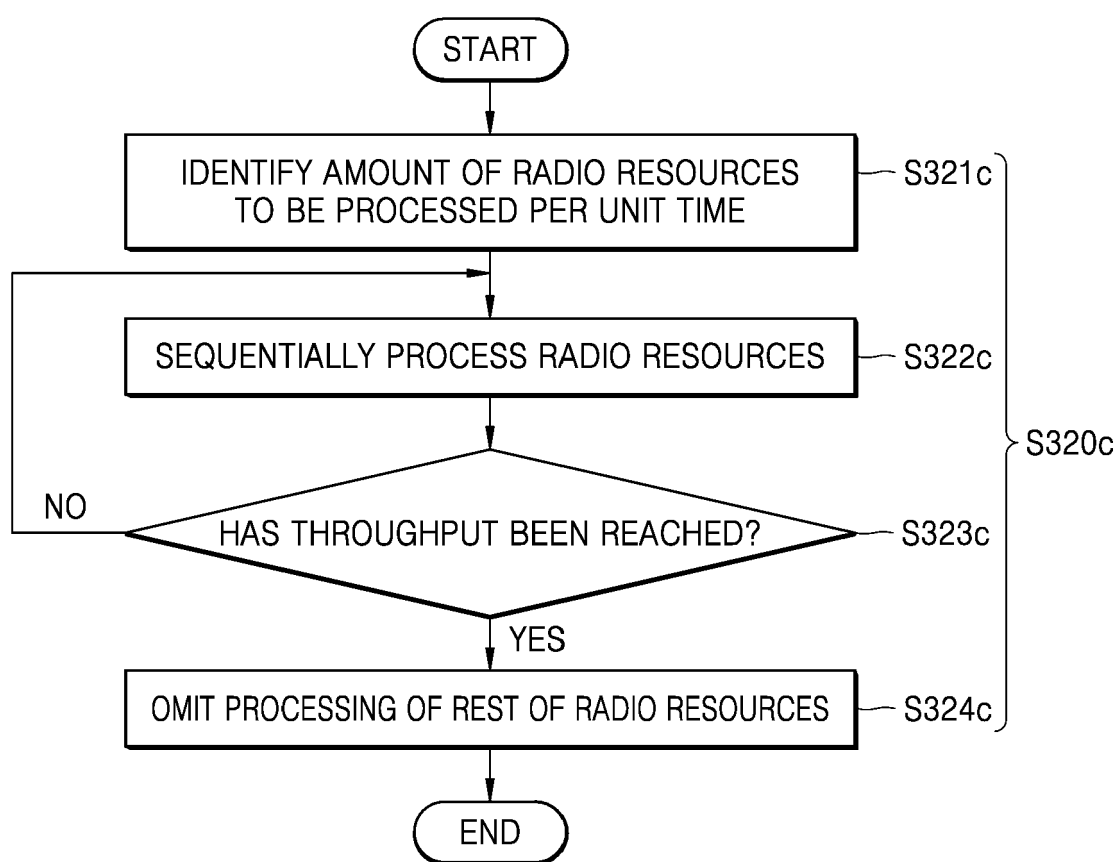 START
IDENTIFY AMOUNT OF RADIO RESOURCES
TO BE PROCESSED PER UNIT TIME
S321c
SEQUENTIALLY PROCESS RADIO RESOURCES
S322c
S320c
NO
HAS THROUGHPUT BEEN REACHED?
S323c
YES
OMIT PROCESSING OF REST OF RADIO RESOURCES
S324c
END